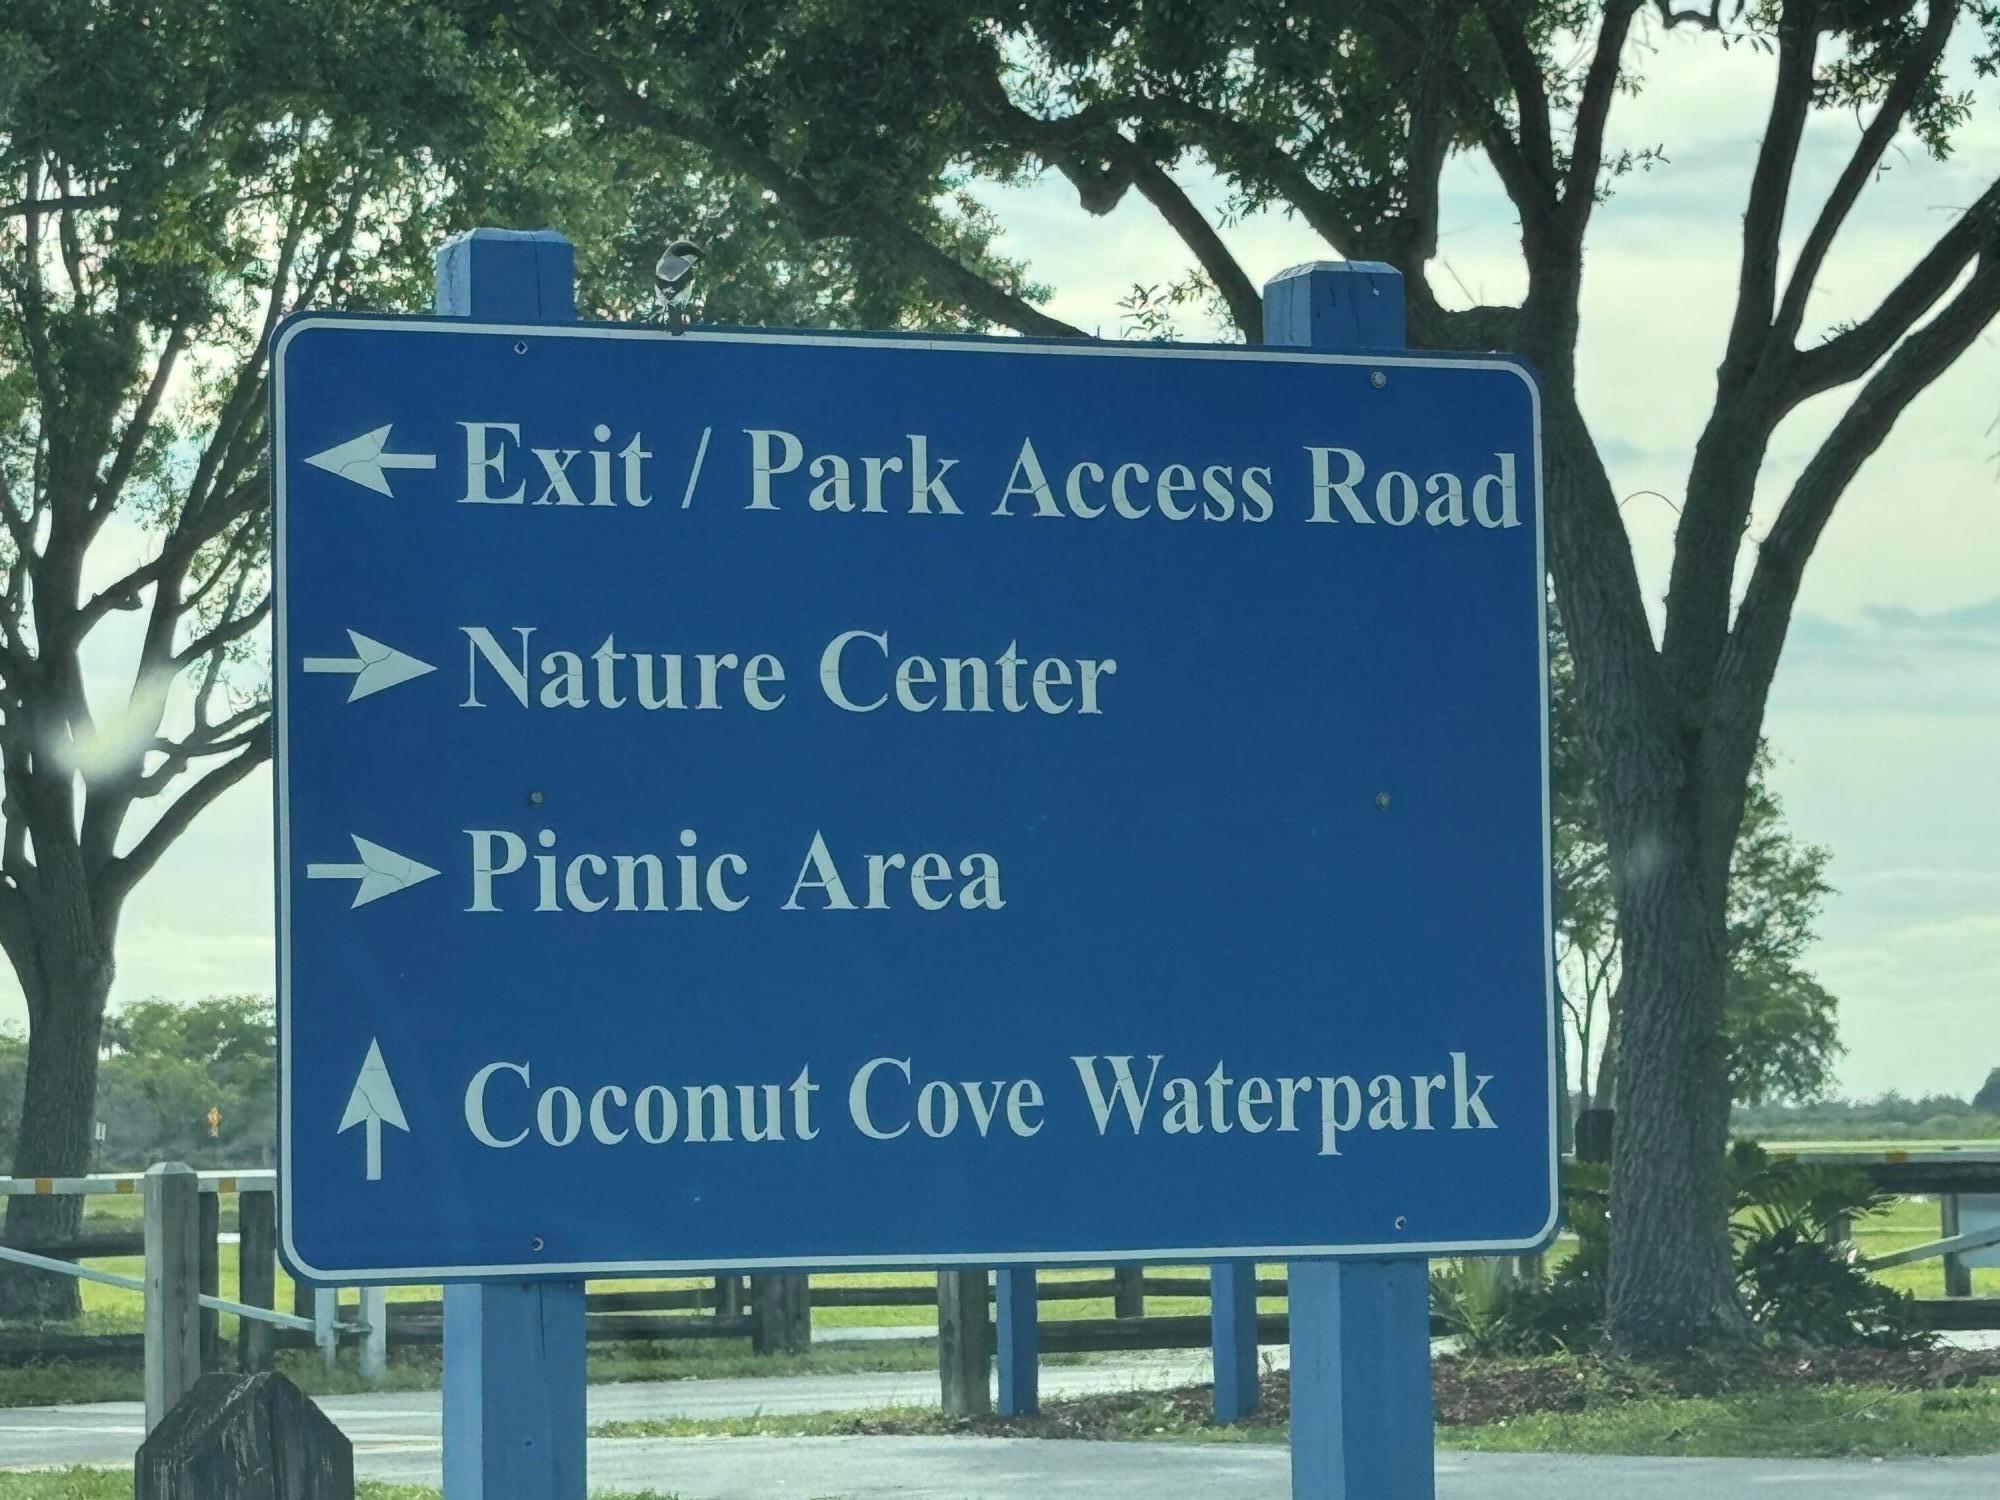 Exit / Park Access Road
Nature Center
Picnic Area
Coconut Cove Waterpark